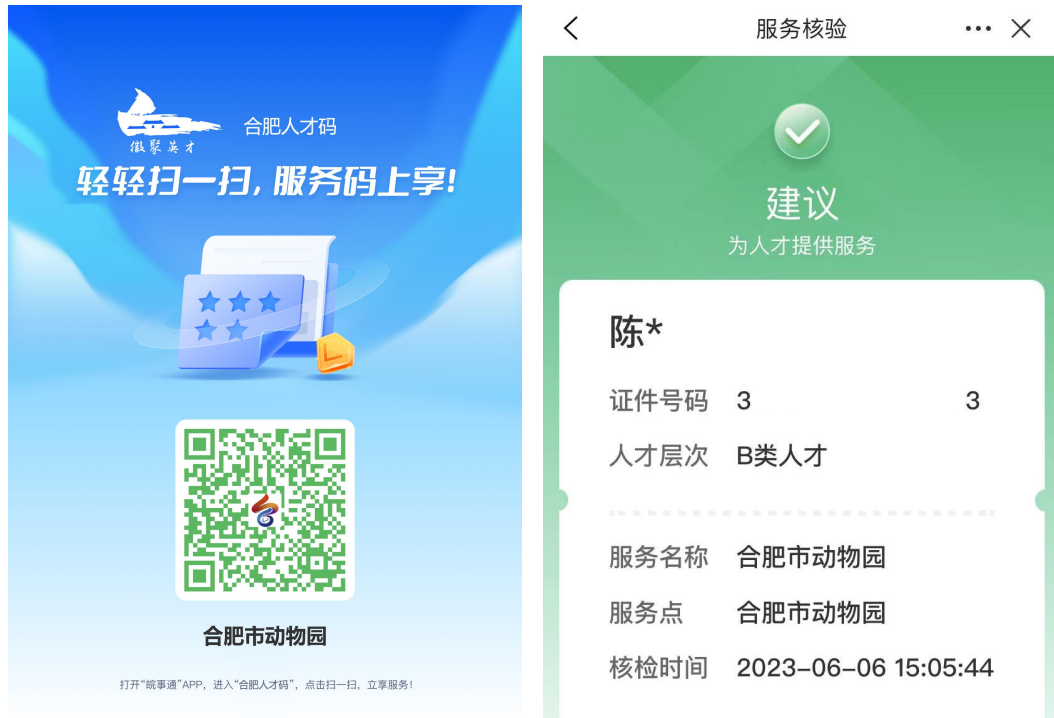 徽聚英才
合肥人才码
轻轻扫一扫,服务码上享!
合肥市动物园
打开“皖事通”APP，进入“合肥人才码”，点击扫一扫，立享服务!
服务核验
建议
为人才提供服务
陈*
证件号码 3 3
人才层次 B类人才
服务名称 合肥市动物园
服务点 合肥市动物园
核检时间 2023-06-06 15:05:44